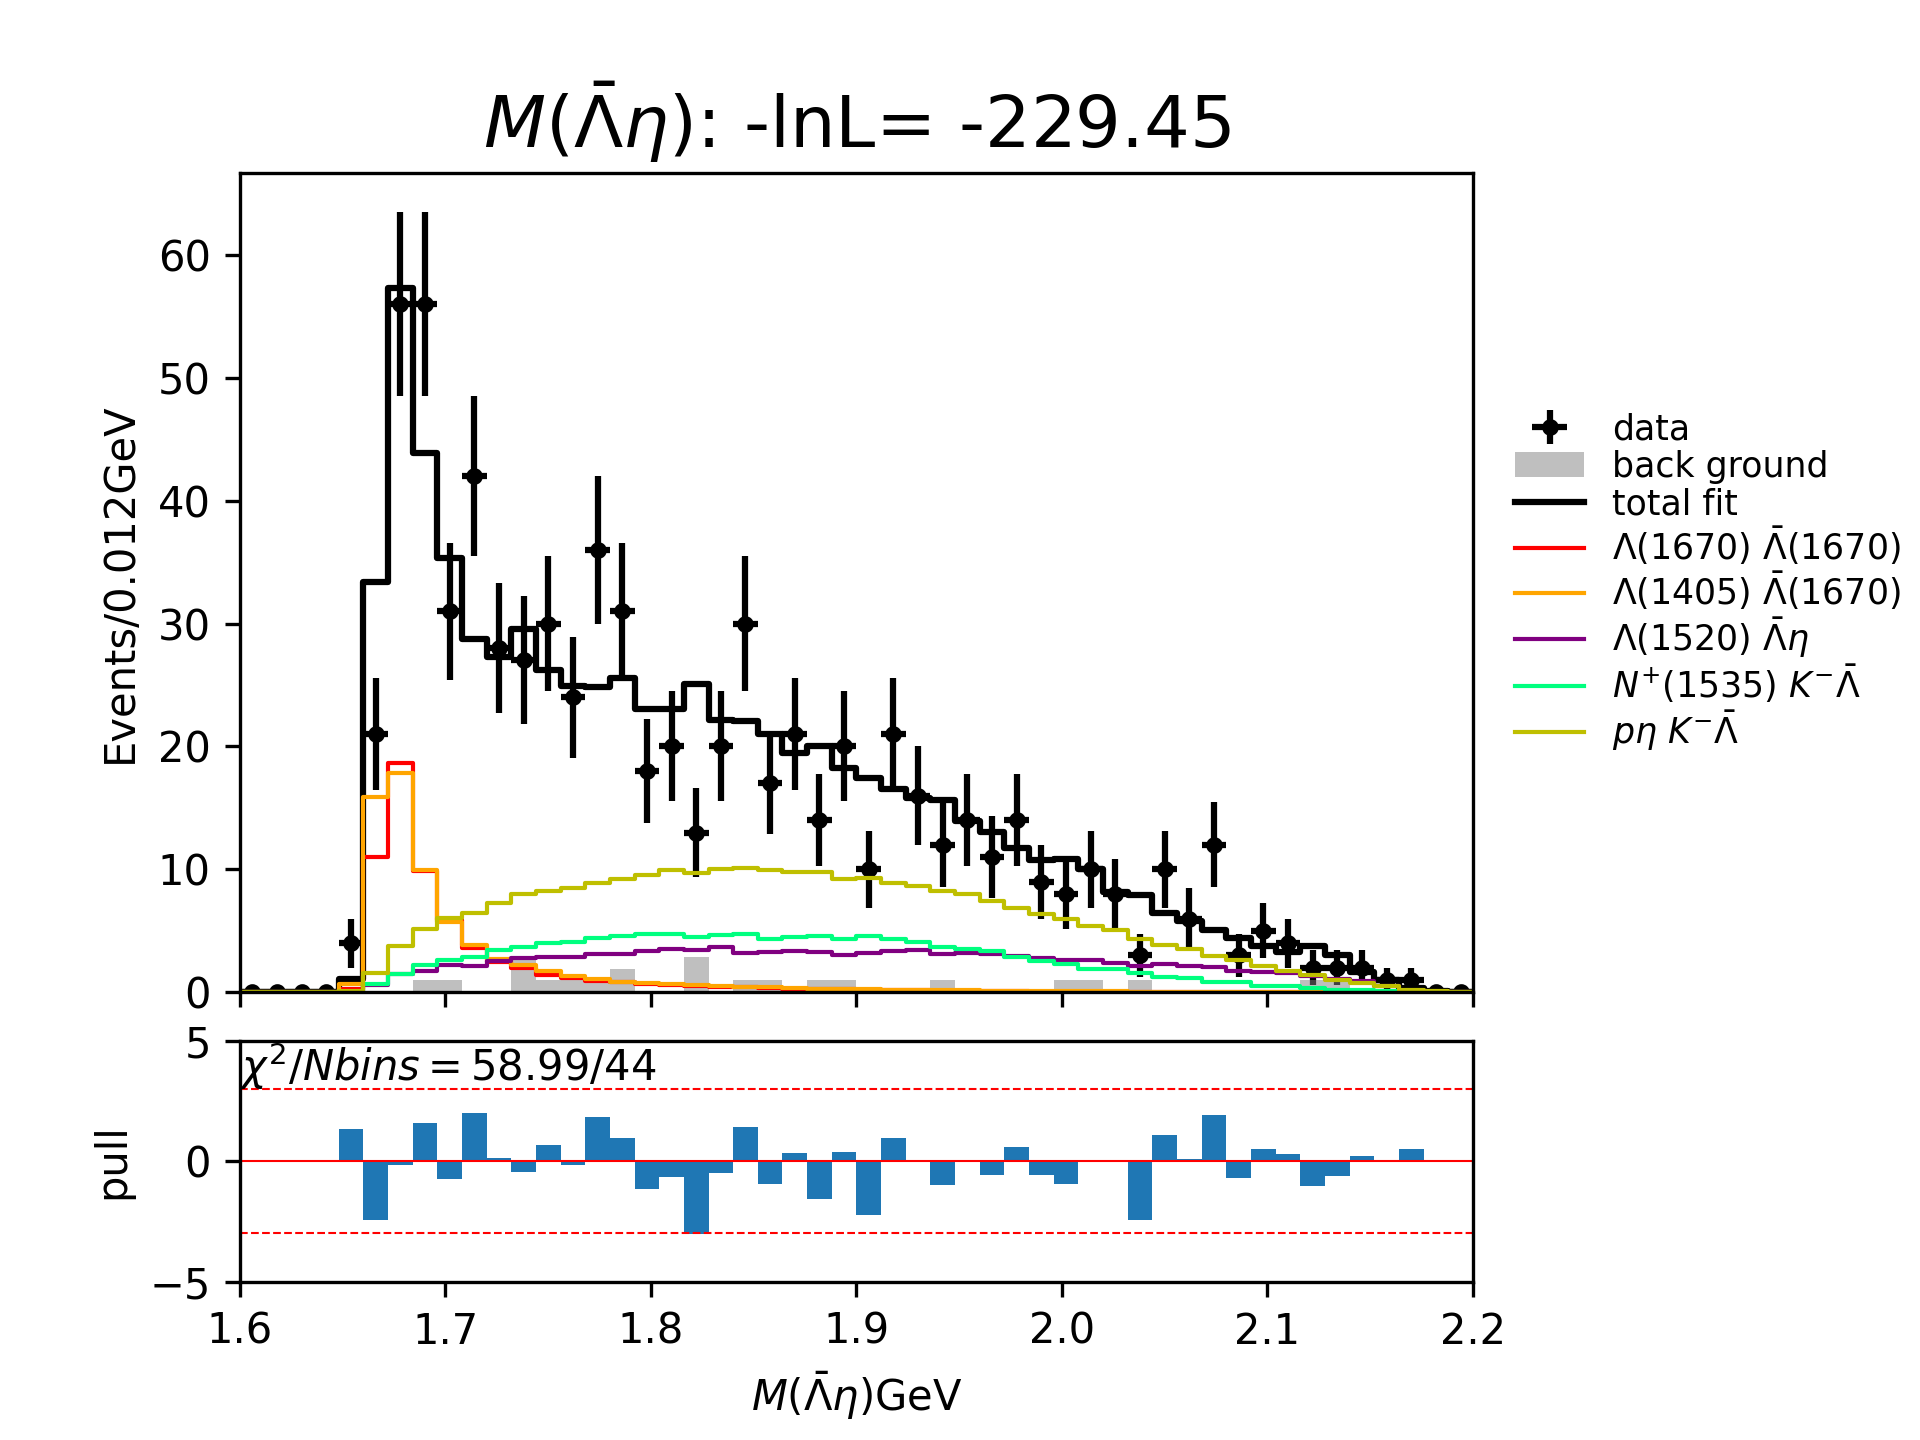 M(Λ̄η): -lnL= -229.45
Events/0.012GeV
60
50
40
30
20
10
0
data
back ground
total fit
Λ(1670) Λ̄(1670)
Λ(1405) Λ̄(1670)
Λ(1520) Λ̄η
N⁺(1535) K⁻Λ̄
pη K⁻Λ̄
χ²/Nbins = 58.99/44
pull
5
0
−5
1.6 1.7 1.8 1.9 2.0 2.1 2.2
M(Λ̄η)GeV